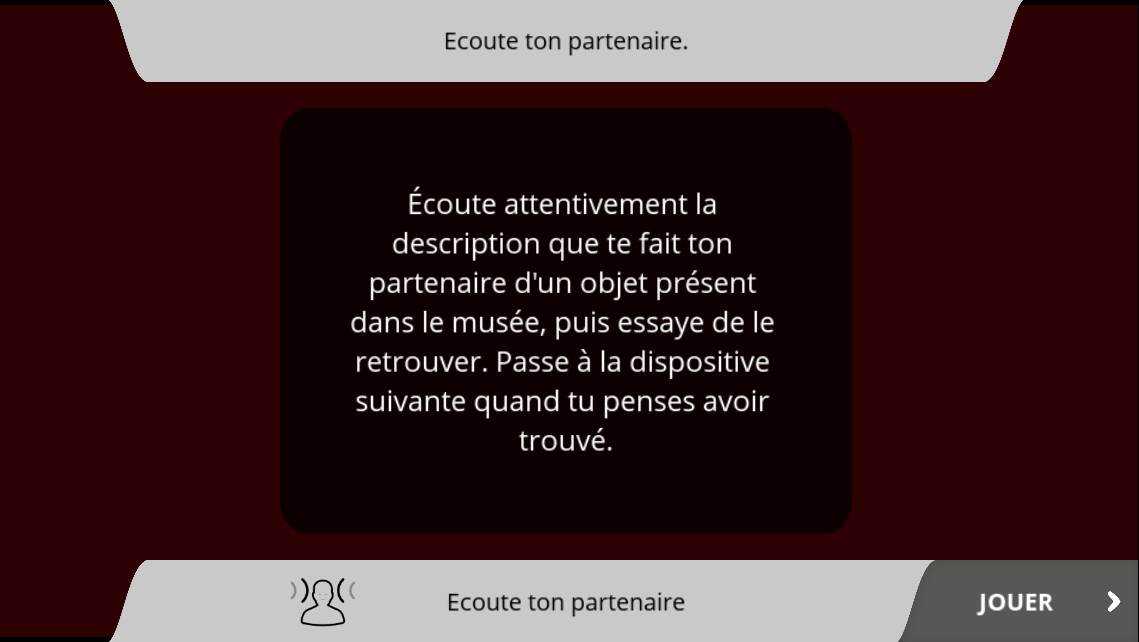 Ecoute ton partenaire.
Écoute attentivement la
description que te fait ton
partenaire d'un objet présent
dans le musée, puis essaye de le
retrouver. Passe à la dispositive
suivante quand tu penses avoir
trouvé.
Ecoute ton partenaire
JOUER